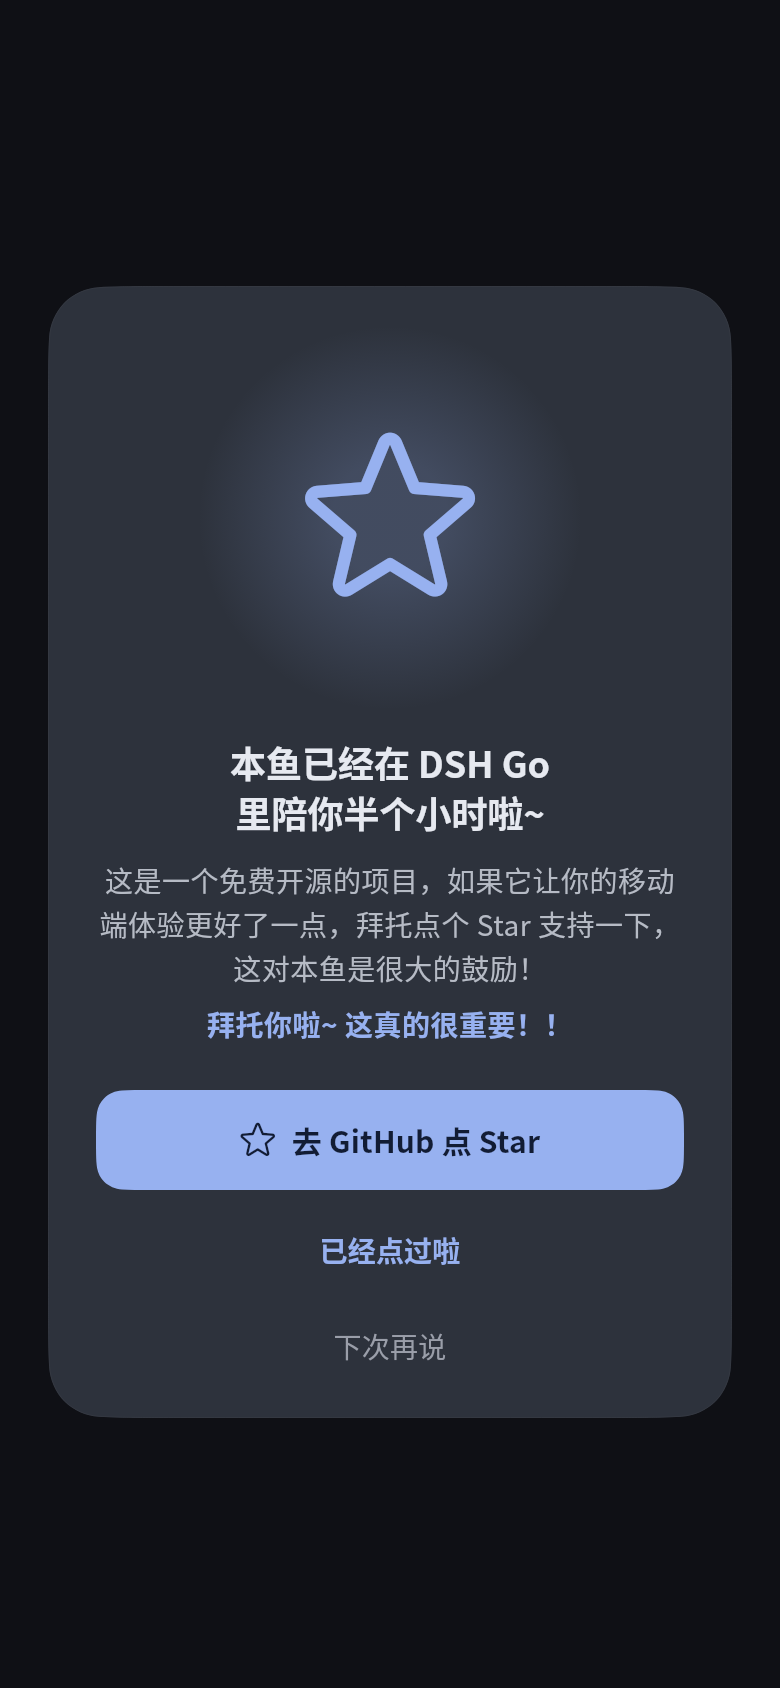 本鱼已经在 DSH Go
里陪你半个小时啦~
这是一个免费开源的项目，如果它让你的移动
端体验更好了一点，拜托点个 Star 支持一下，
这对本鱼是很大的鼓励！
拜托你啦~ 这真的很重要！！
去 GitHub 点 Star
已经点过啦
下次再说